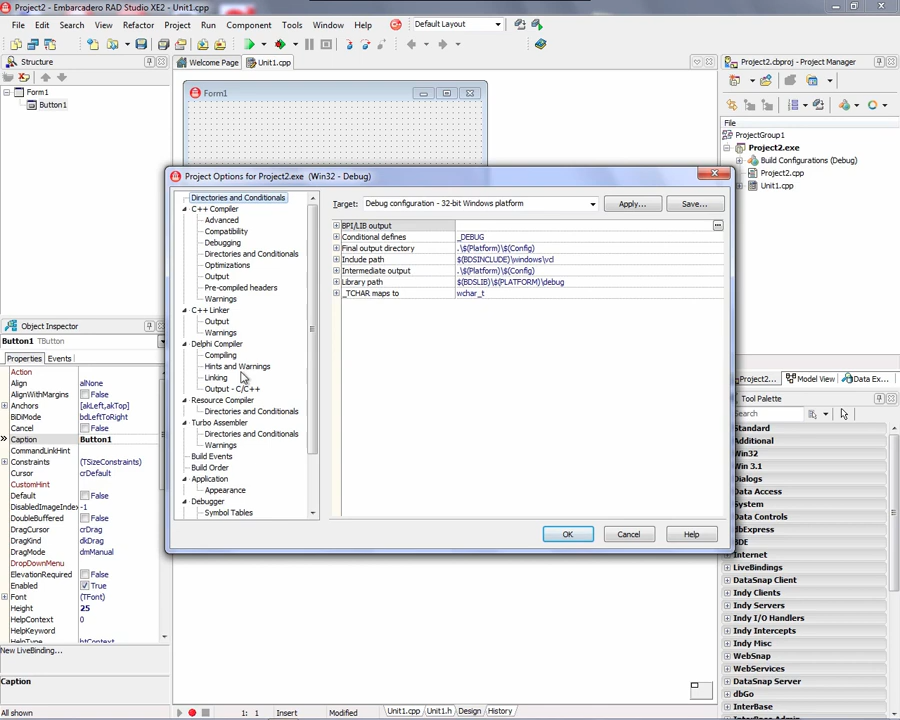 Project2 - Embarcadero RAD Studio XE2 - Unit1.cpp
File Edit Search View Refactor Project Run Component Tools Window Help Default Layout
Structure
Welcome Page Unit1.cpp
Project2.cbproj - Project Manager
Form1
Button1
Form1
File
ProjectGroup1
Project2.exe
Build Configurations (Debug)
Project2.cpp
Unit1.cpp
Project Options for Project2.exe (Win32 - Debug)
Directories and Conditionals
C++ Compiler
Advanced
Compatibility
Debugging
Directories and Conditionals
Optimizations
Output
Pre-compiled headers
Warnings
C++ Linker
Output
Warnings
Delphi Compiler
Compiling
Hints and Warnings
Linking
Output - C/C++
Resource Compiler
Directories and Conditionals
Turbo Assembler
Directories and Conditionals
Warnings
Build Events
Build Order
Application
Appearance
Debugger
Symbol Tables
Target: Debug configuration - 32-bit Windows platform Apply... Save...
BPI/LIB output
Conditional defines _DEBUG
Final output directory .\$(Platform)\$(Config)
Include path $(BDSINCLUDE)\windows\vcl
Intermediate output .\$(Platform)\$(Config)
Library path $(BDSLIB)\$(PLATFORM)\debug
_TCHAR maps to wchar_t
OK Cancel Help
Object Inspector
Button1 TButton
Properties Events
Action
Align alNone
AlignWithMargins False
Anchors [akLeft,akTop]
BiDiMode bdLeftToRight
Cancel False
Caption Button1
CommandLinkHint
Constraints (TSizeConstraints)
Cursor crDefault
CustomHint
Default False
DisabledImageIndex -1
DoubleBuffered False
DragCursor crDrag
DragKind dkDrag
DragMode dmManual
DropDownMenu
ElevationRequired False
Enabled True
Font (TFont)
Height 25
HelpContext 0
HelpKeyword
HelpType htContext
New LiveBinding...
Caption
All shown
1: 1 Insert Modified Unit1.cpp Unit1.h Design History
Project2... Model View Data Ex...
Tool Palette
Search
Standard
Additional
Win32
Win 3.1
Dialogs
Data Access
System
Data Controls
dbExpress
BDE
Internet
LiveBindings
DataSnap Client
Indy Clients
Indy Servers
Indy I/O Handlers
Indy Intercepts
Indy Misc
WebSnap
WebServices
DataSnap Server
dbGo
InterBase